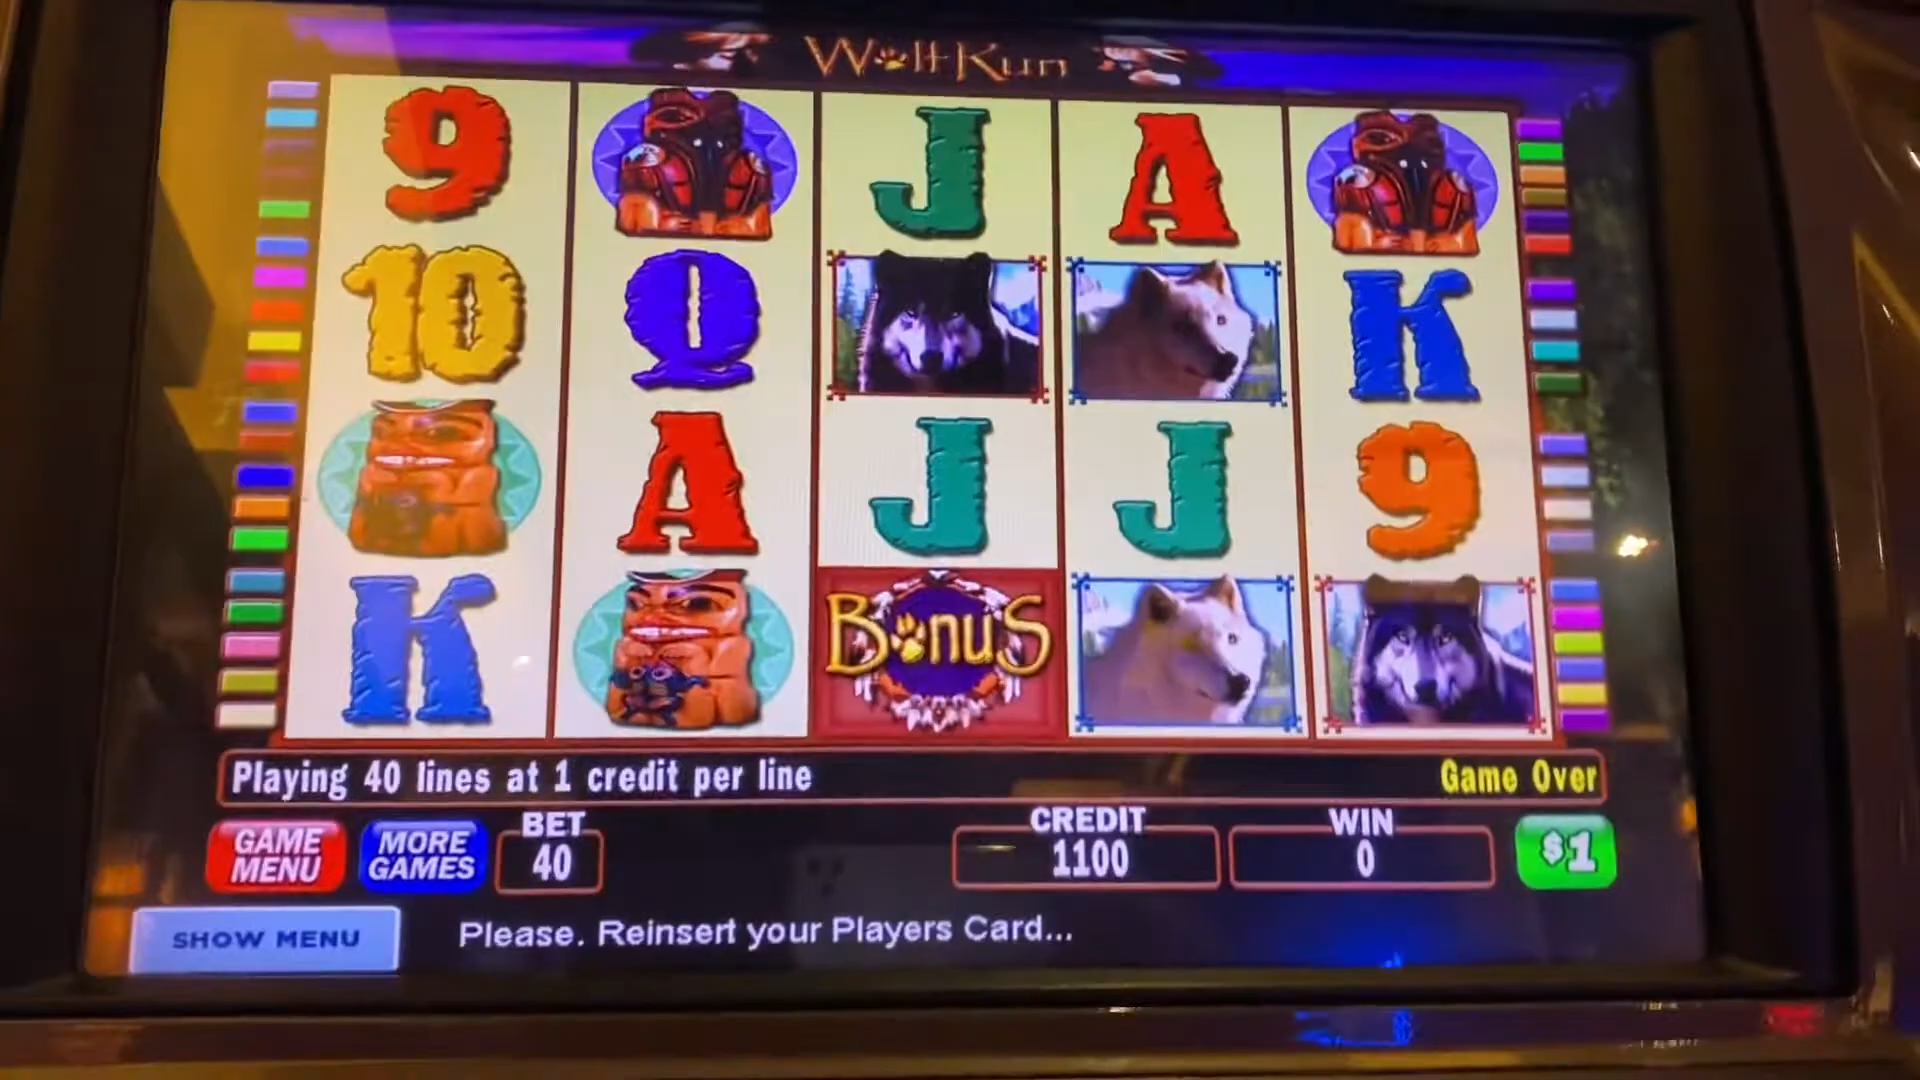 Wolf Run
9 J A
10 Q K
A J J 9
K BONUS
Playing 40 lines at 1 credit per line Game Over
GAME MENU MORE GAMES BET 40 CREDIT 1100 WIN 0 $1
SHOW MENU Please. Reinsert your Players Card...